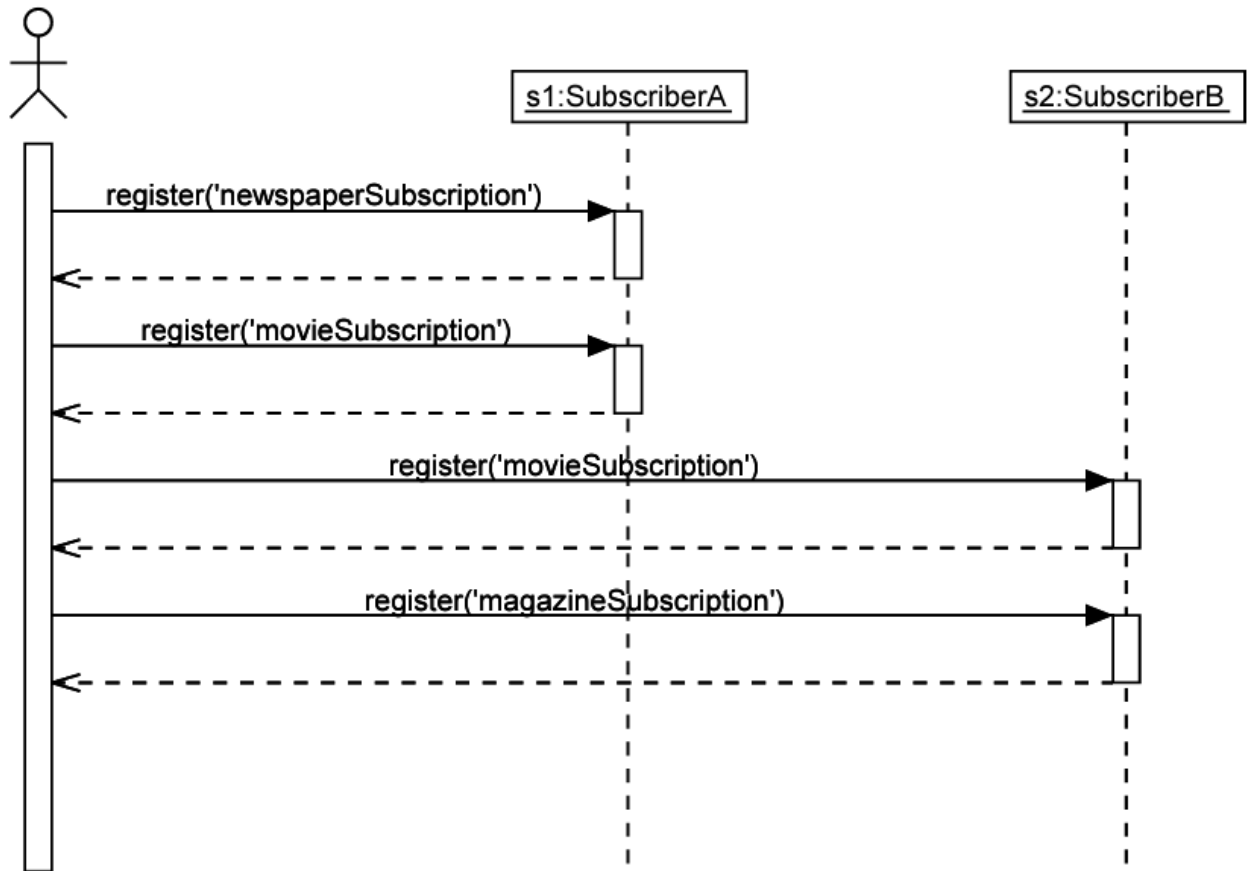 s1:SubscriberA
s2:SubscriberB
register('newspaperSubscription')
register('movieSubscription')
register('movieSubscription')
register('magazineSubscription')